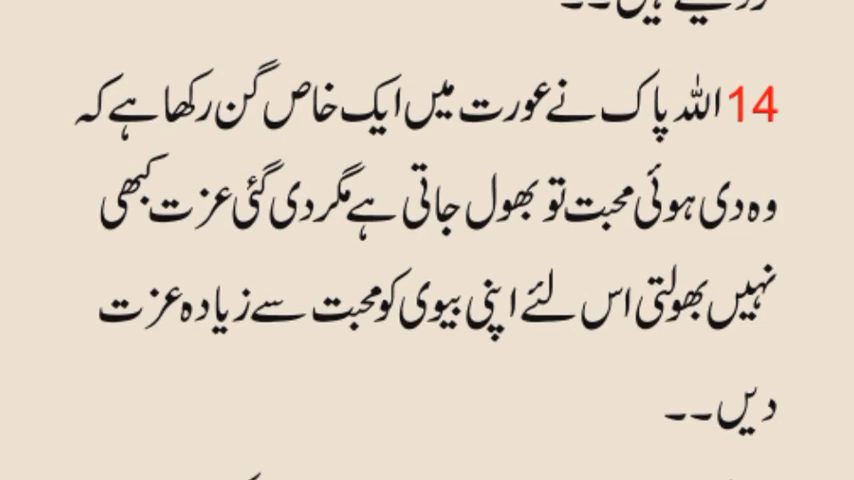 14 اللہ پاک نے عورت میں ایک خاص گن رکھا ہے کہ
وہ دی ہوئی محبت تو بھول جاتی ہے مگر دی گئی عزت کبھی
نہیں بھولتی اس لئے اپنی بیوی کو محبت سے زیادہ عزت
دیں۔۔